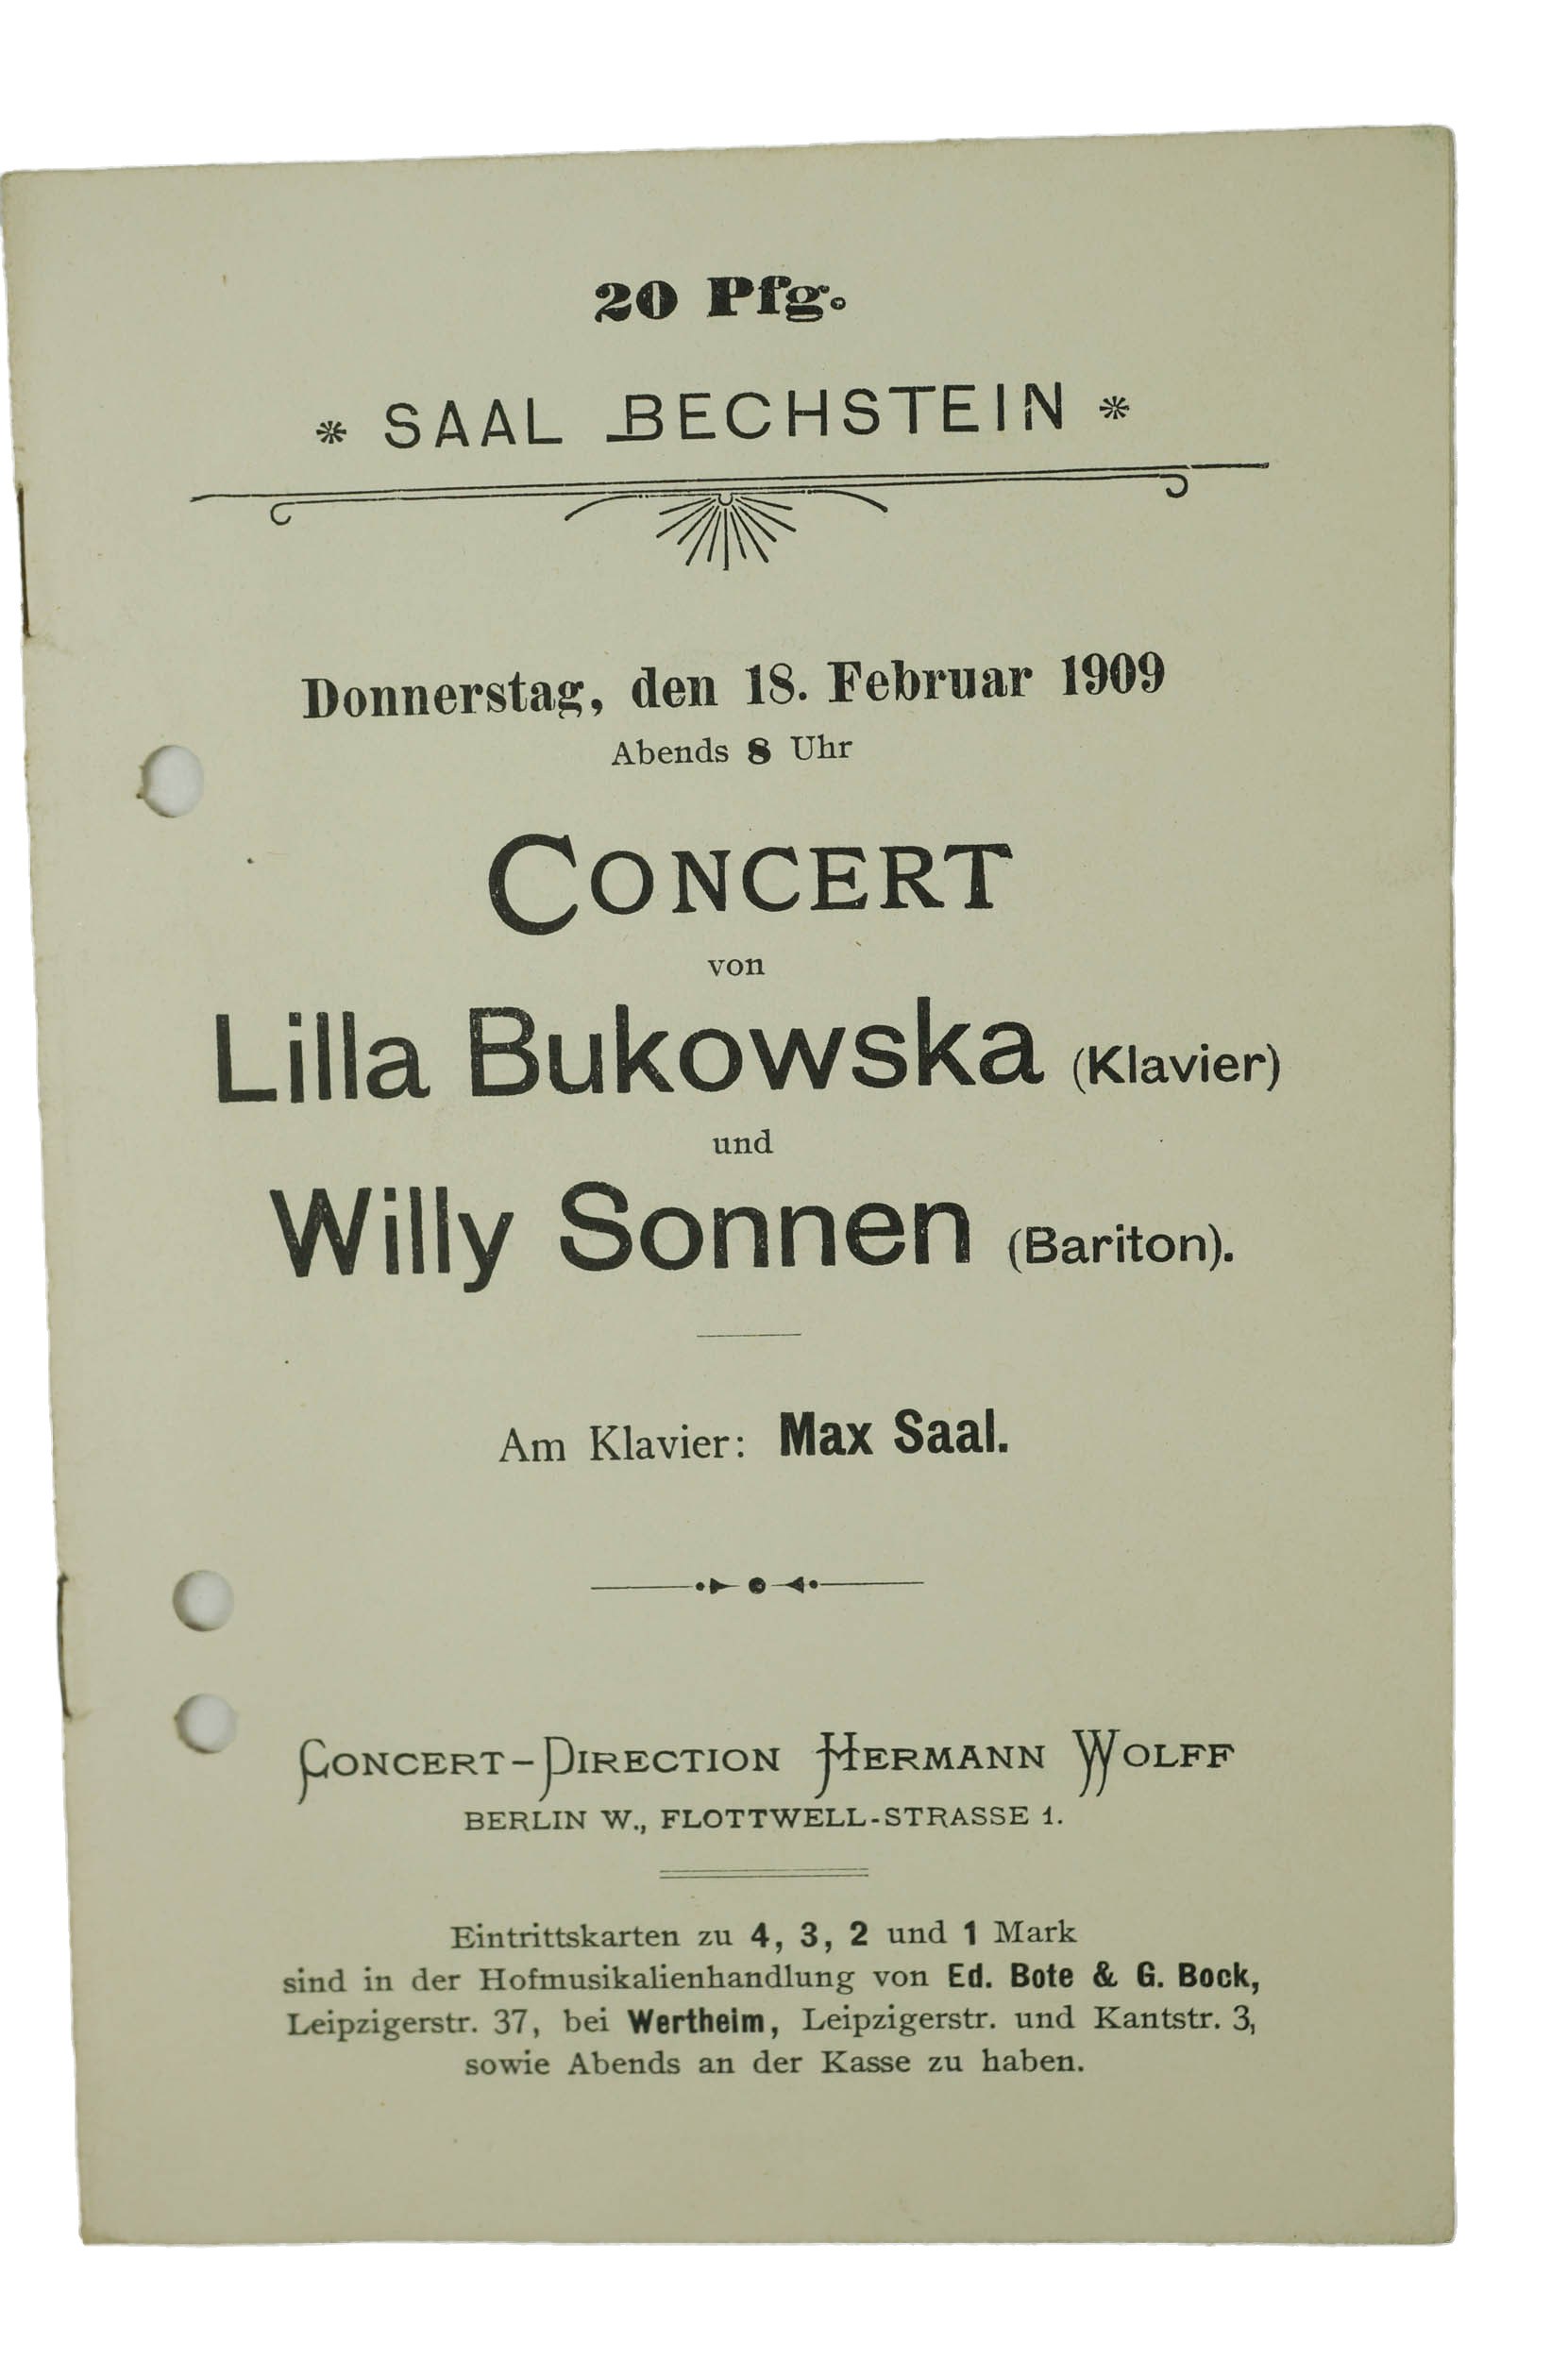 20 Pfg.
* SAAL BECHSTEIN *
Donnerstag, den 18. Februar 1909
Abends 8 Uhr
CONCERT
von
Lilla Bukowska (Klavier)
und
Willy Sonnen (Bariton).
Am Klavier: Max Saal.
CONCERT-DIRECTION HERMANN WOLFF
BERLIN W., FLOTTWELL-STRASSE 1.
Eintrittskarten zu 4, 3, 2 und 1 Mark
sind in der Hofmusikalienhandlung von Ed. Bote & G. Bock,
Leipzigerstr. 37, bei Wertheim, Leipzigerstr. und Kantstr. 3,
sowie Abends an der Kasse zu haben.